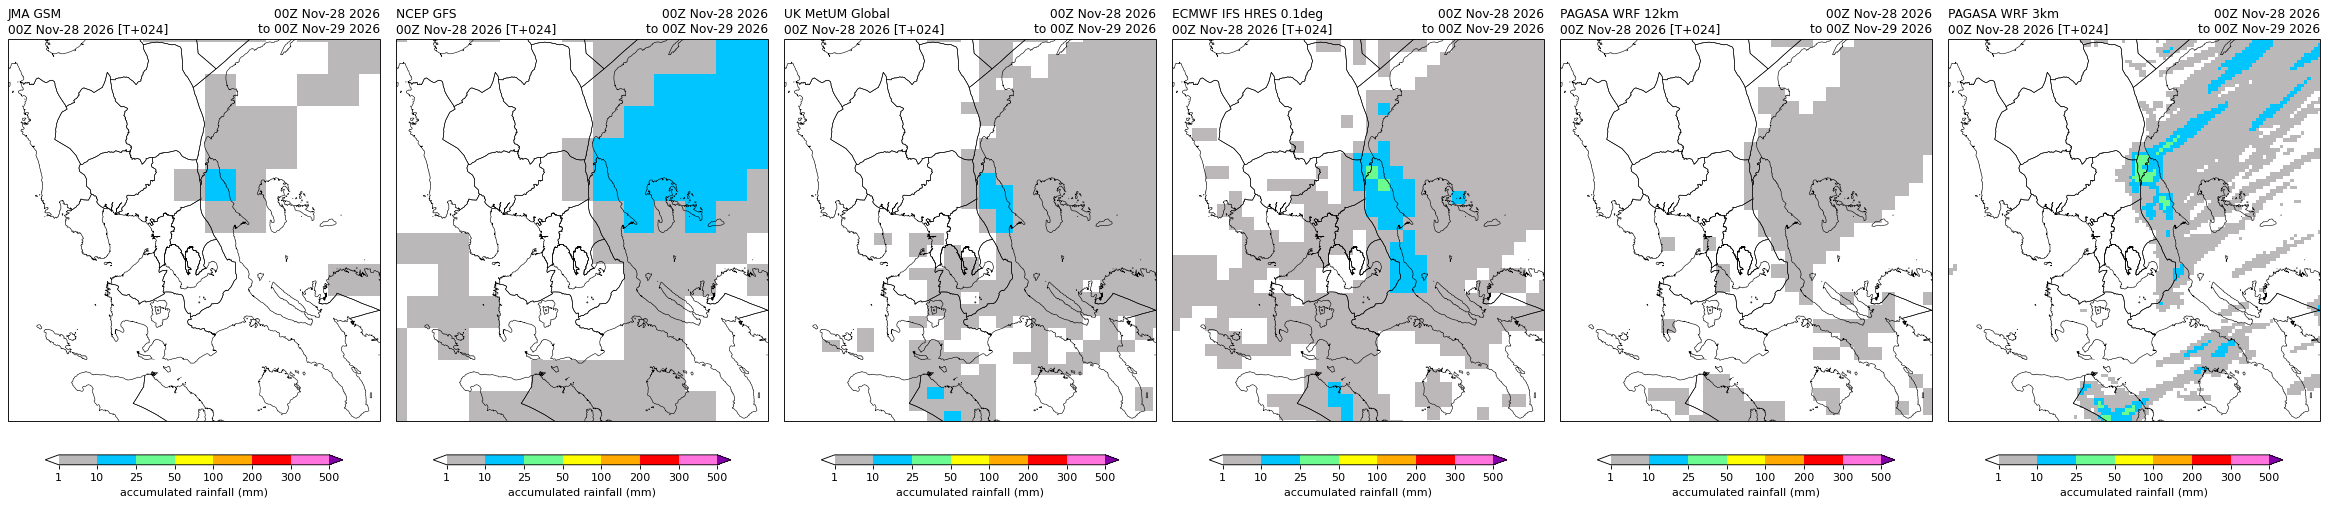 JMA GSM
00Z Nov-28 2026 [T+024]
00Z Nov-28 2026
to 00Z Nov-29 2026
1 10 25 50 100 200 300 500
accumulated rainfall (mm)
NCEP GFS
00Z Nov-28 2026 [T+024]
00Z Nov-28 2026
to 00Z Nov-29 2026
1 10 25 50 100 200 300 500
accumulated rainfall (mm)
UK MetUM Global
00Z Nov-28 2026 [T+024]
00Z Nov-28 2026
to 00Z Nov-29 2026
1 10 25 50 100 200 300 500
accumulated rainfall (mm)
ECMWF IFS HRES 0.1deg
00Z Nov-28 2026 [T+024]
00Z Nov-28 2026
to 00Z Nov-29 2026
1 10 25 50 100 200 300 500
accumulated rainfall (mm)
PAGASA WRF 12km
00Z Nov-28 2026 [T+024]
00Z Nov-28 2026
to 00Z Nov-29 2026
1 10 25 50 100 200 300 500
accumulated rainfall (mm)
PAGASA WRF 3km
00Z Nov-28 2026 [T+024]
00Z Nov-28 2026
to 00Z Nov-29 2026
1 10 25 50 100 200 300 500
accumulated rainfall (mm)